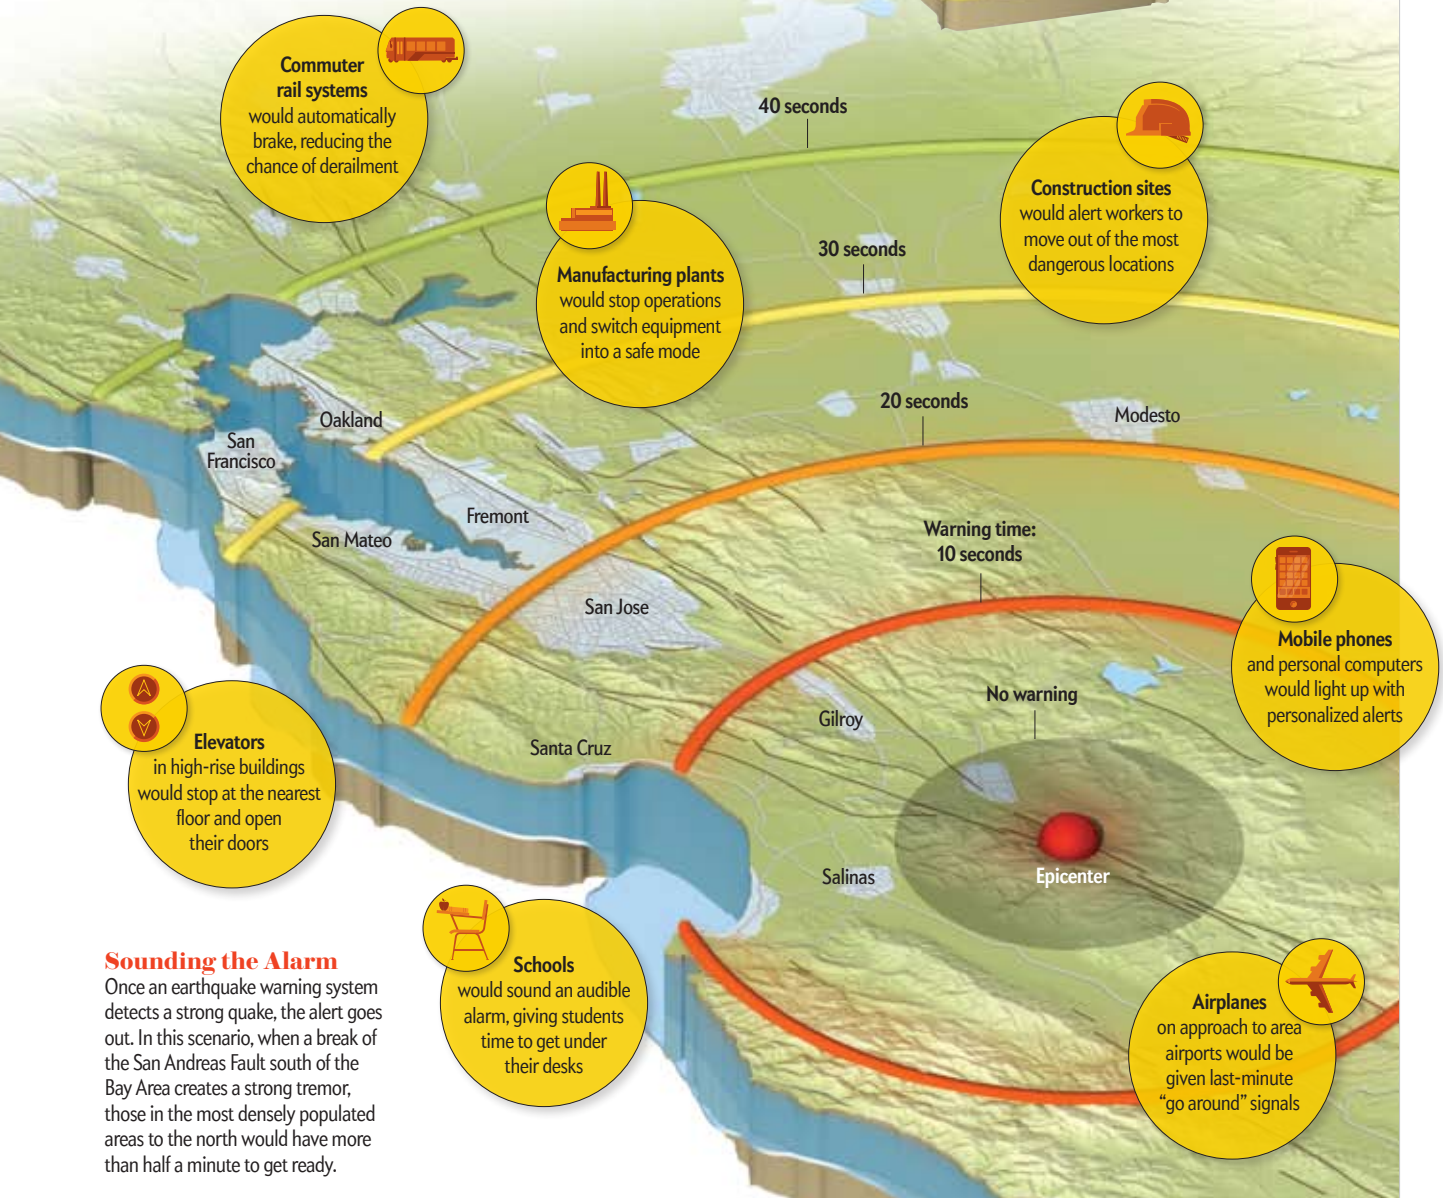 Commuter
rail systems
would automatically
brake, reducing the
chance of derailment
40 seconds
Construction sites
would alert workers to
move out of the most
dangerous locations
Manufacturing plants
would stop operations
and switch equipment
into a safe mode
30 seconds
20 seconds
Modesto
Oakland
San
Francisco
Fremont
San Mateo
Warning time:
10 seconds
San Jose
Mobile phones
and personal computers
would light up with
personalized alerts
No warning
Gilroy
Santa Cruz
Elevators
in high-rise buildings
would stop at the nearest
floor and open
their doors
Salinas
Epicenter
Schools
would sound an audible
alarm, giving students
time to get under
their desks
Airplanes
on approach to area
airports would be
given last-minute
“go around” signals
Sounding the Alarm
Once an earthquake warning system
detects a strong quake, the alert goes
out. In this scenario, when a break of
the San Andreas Fault south of the
Bay Area creates a strong tremor,
those in the most densely populated
areas to the north would have more
than half a minute to get ready.